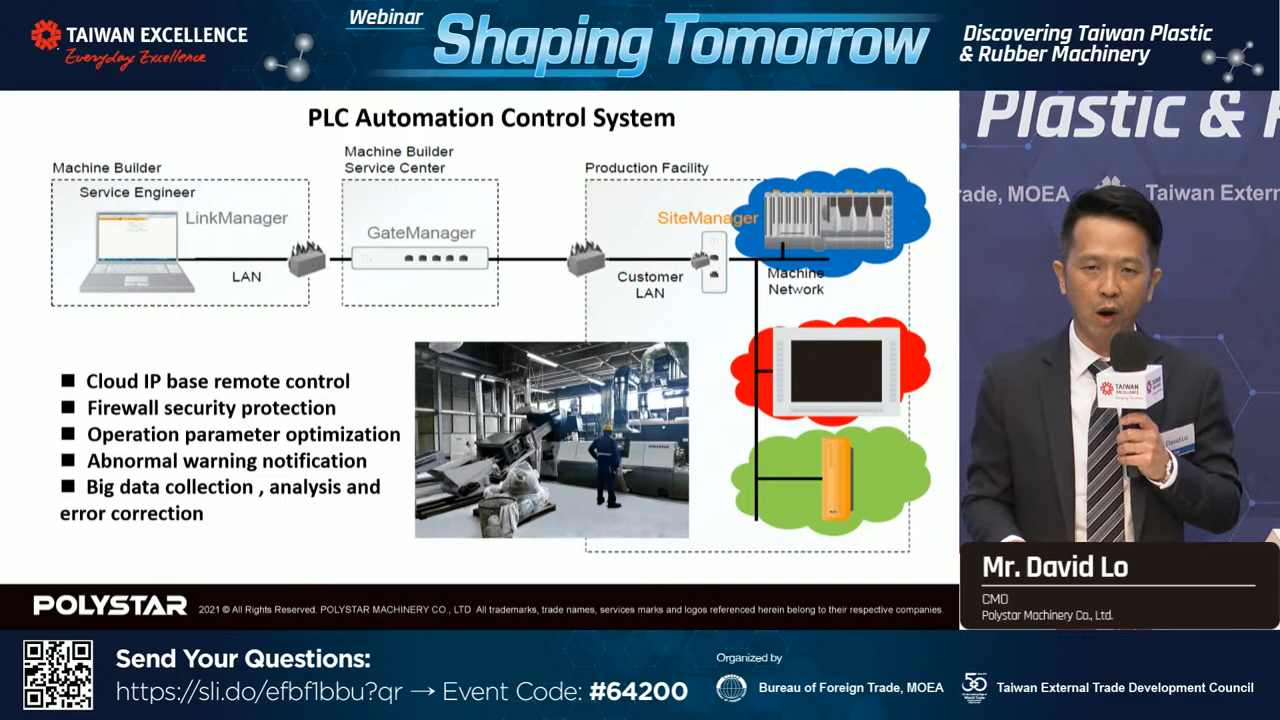 TAIWAN EXCELLENCE
Everyday Excellence
Webinar
Shaping Tomorrow
Discovering Taiwan Plastic
& Rubber Machinery
PLC Automation Control System
Machine Builder
Service Engineer
LinkManager
LAN
Machine Builder
Service Center
GateManager
Production Facility
SiteManager
Customer
LAN
Machine
Network
■ Cloud IP base remote control
■ Firewall security protection
■ Operation parameter optimization
■ Abnormal warning notification
■ Big data collection , analysis and
error correction
Plastic &
rade, MOEA
Taiwan Extern
TAIWAN
EXCELLENCE
David Lo
Mr. David Lo
CMO
Polystar Machinery Co., Ltd.
POLYSTAR
2021 © All Rights Reserved. POLYSTAR MACHINERY CO., LTD All trademarks, trade names, services marks and logos referenced herein belong to their respective companies.
Send Your Questions:
https://sli.do/efbf1bbu?qr → Event Code: #64200
Organized by
Bureau of Foreign Trade, MOEA
50
Taiwan External Trade Development Council